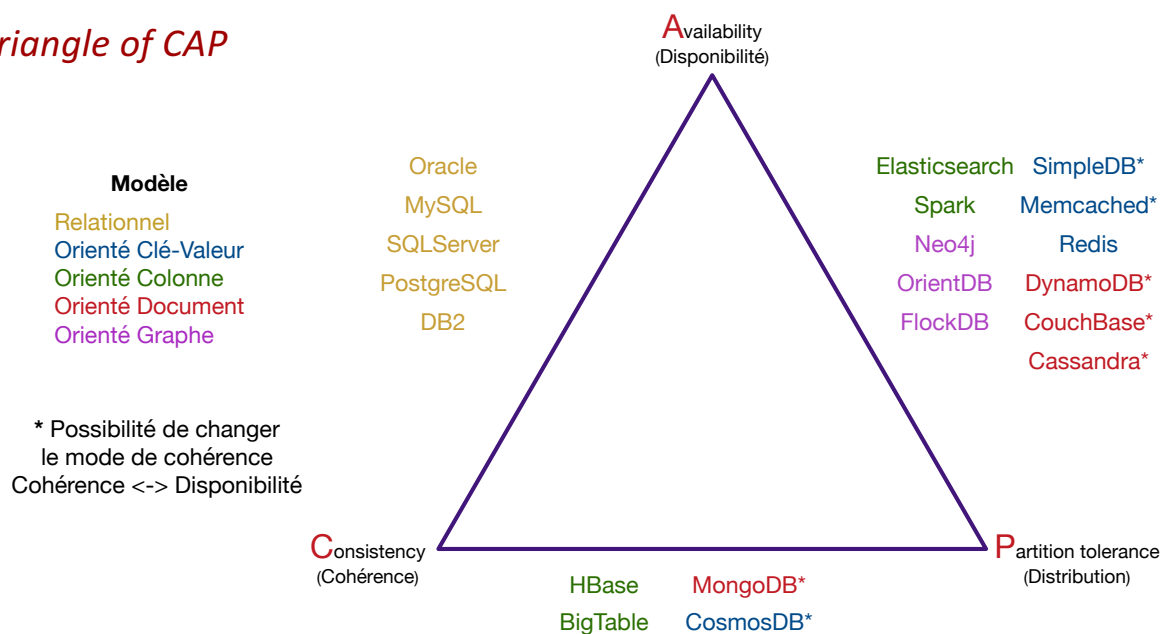 riangle of CAP
Availability
(Disponibilité)
Modèle
Relationnel
Orienté Clé-Valeur
Orienté Colonne
Orienté Document
Orienté Graphe
* Possibilité de changer
le mode de cohérence
Cohérence <-> Disponibilité
Oracle
MySQL
SQLServer
PostgreSQL
DB2
Elasticsearch SimpleDB*
Spark Memcached*
Neo4j Redis
OrientDB DynamoDB*
FlockDB CouchBase*
Cassandra*
Consistency
(Cohérence)
Partition tolerance
(Distribution)
HBase MongoDB*
BigTable CosmosDB*